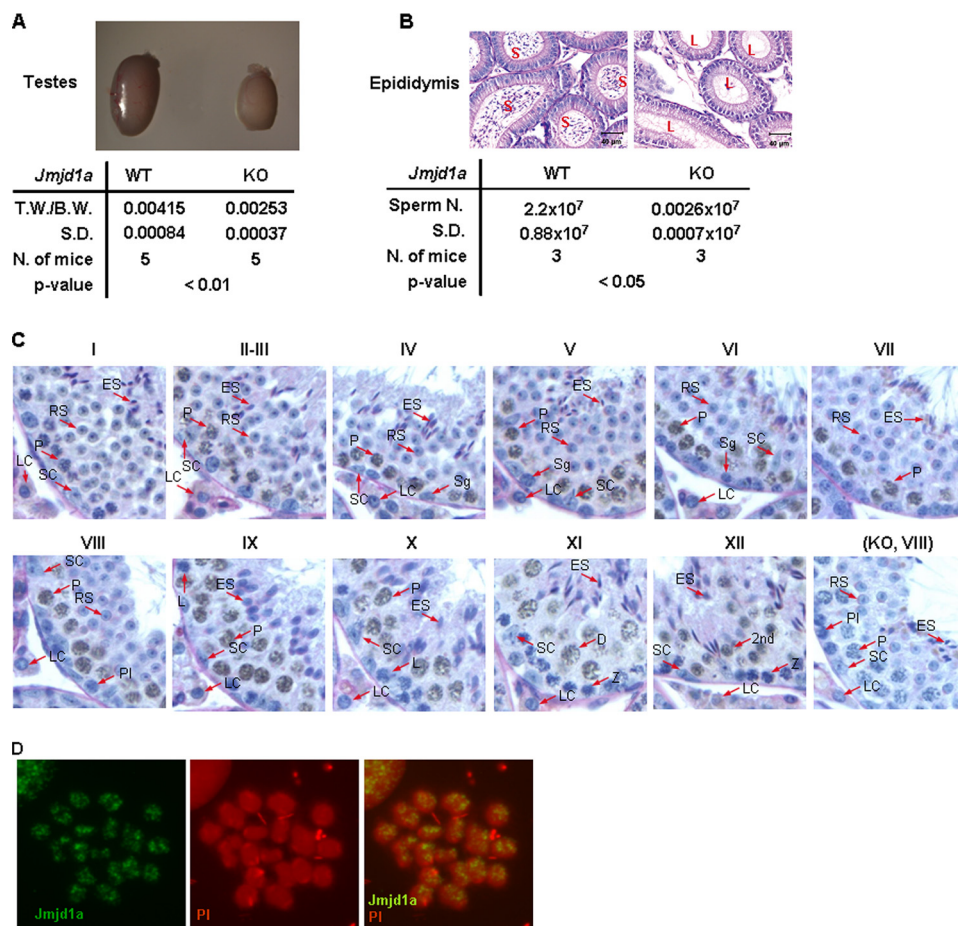 A
Testes
Jmjd1a WT KO
T.W./B.W. 0.00415 0.00253
S.D. 0.00084 0.00037
N. of mice 5 5
p-value < 0.01
B
Epididymis
S S S S S
40 µm
L L L L
40 µm
Jmjd1a WT KO
Sperm N. 2.2x10⁷ 0.0026x10⁷
S.D. 0.88x10⁷ 0.0007x10⁷
N. of mice 3 3
p-value < 0.05
C
I II-III IV V VI VII
ES
RS
P
LC
SC
ES
P
RS
SC
LC
ES
RS
P
SC
LC
Sg
ES
P
RS
Sg
LC
SC
RS
P
SC
Sg
LC
RS
ES
P
VIII IX X XI XII (KO, VIII)
SC
P
RS
LC
Pl
L
ES
P
SC
LC
P
ES
SC
L
LC
ES
SC
D
Z
LC
ES
2nd
SC
Z
LC
RS
Pl
ES
P
SC
LC
D
Jmjd1a
PI
Jmjd1a
PI